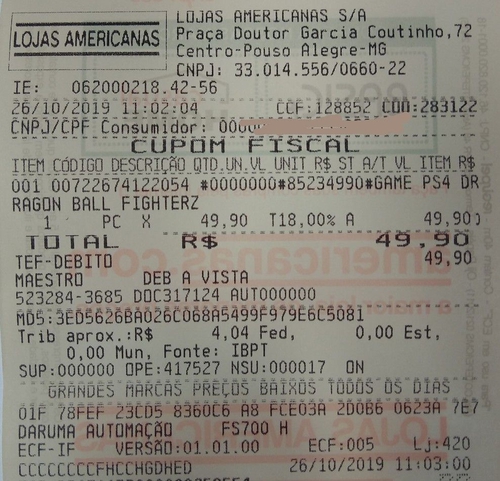 LOJAS AMERICANAS
LOJAS AMERICANAS S/A
Praça Doutor Garcia Coutinho,72
Centro-Pouso Alegre-MG
CNPJ: 33.014.556/0660-22
IE: 062000218.42-56
26/10/2019 11:02:04 CCF:128852 COO:283122
CNPJ/CPF Consumidor:
CUPOM FISCAL
ITEM CÓDIGO DESCRIÇÃO QTD.UN.VL UNIT R$ ST A/T VL ITEM R$
001 00722674122054 #0000000#85234990#GAME PS4 DR
RAGON BALL FIGHTERZ
1 PC X 49,90 T18,00% A 49,90
TOTAL R$ 49,90
TEF-DEBITO 49,90
MAESTRO DEB A VISTA
523284-3685 DOC317124 AUTO000000
MD5:3ED5626BA026C068A5499F979E6C5081
Trib aprox.:R$ 4,04 Fed, 0,00 Est,
0,00 Mun, Fonte: IBPT
SUP:000000 OPE:417527 NSU:000017 ON
GRANDES MARCAS PREÇOS BAIXOS TODOS OS DIAS
01F 78FEF 23CD5 8360C6 A8 FCE03A 2D0B6 0623A 7E7
DARUMA AUTOMAÇÃO FS700 H
ECF-IF VERSÃO:01.01.00 ECF:005 Lj:420
CCCCCCCCFHCCHGDHED 26/10/2019 11:03:00